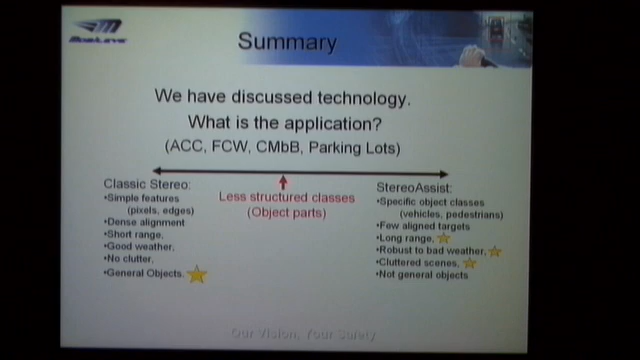 MobilEye
Summary
We have discussed technology.
What is the application?
(ACC, FCW, CMbB, Parking Lots)
Classic Stereo:
•Simple features
(pixels, edges)
•Dense alignment
•Short range,
•Good weather,
•No clutter,
•General Objects,
Less structured classes
(Object parts)
StereoAssist:
•Specific object classes
(vehicles, pedestrians)
•Few aligned targets
•Long range,
•Robust to bad weather,
•Cluttered scenes,
•Not general objects
Our Vision, Your Safety